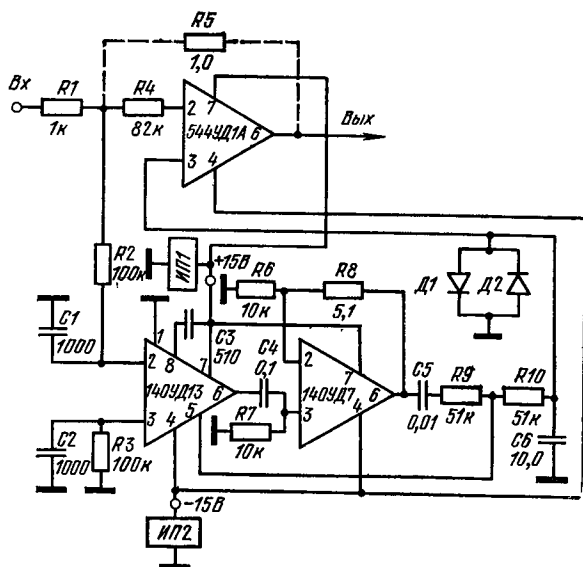 R5
1,0
Вх
R1
1к
R4
82к
2
7
544УД1А
6
3
4
Вых
R2
100к
ИП1
+15В
R6
10к
R8
5,1
Д1
Д2
C1
1000
1
8
C3
510
2
7
140УД13
6
C4
0,1
3
4
5
R7
10к
2
7
140УД7
6
3
4
C5
0,01
R9
51к
R10
51к
C2
1000
R3
100к
C6
10,0
-15В
ИП2